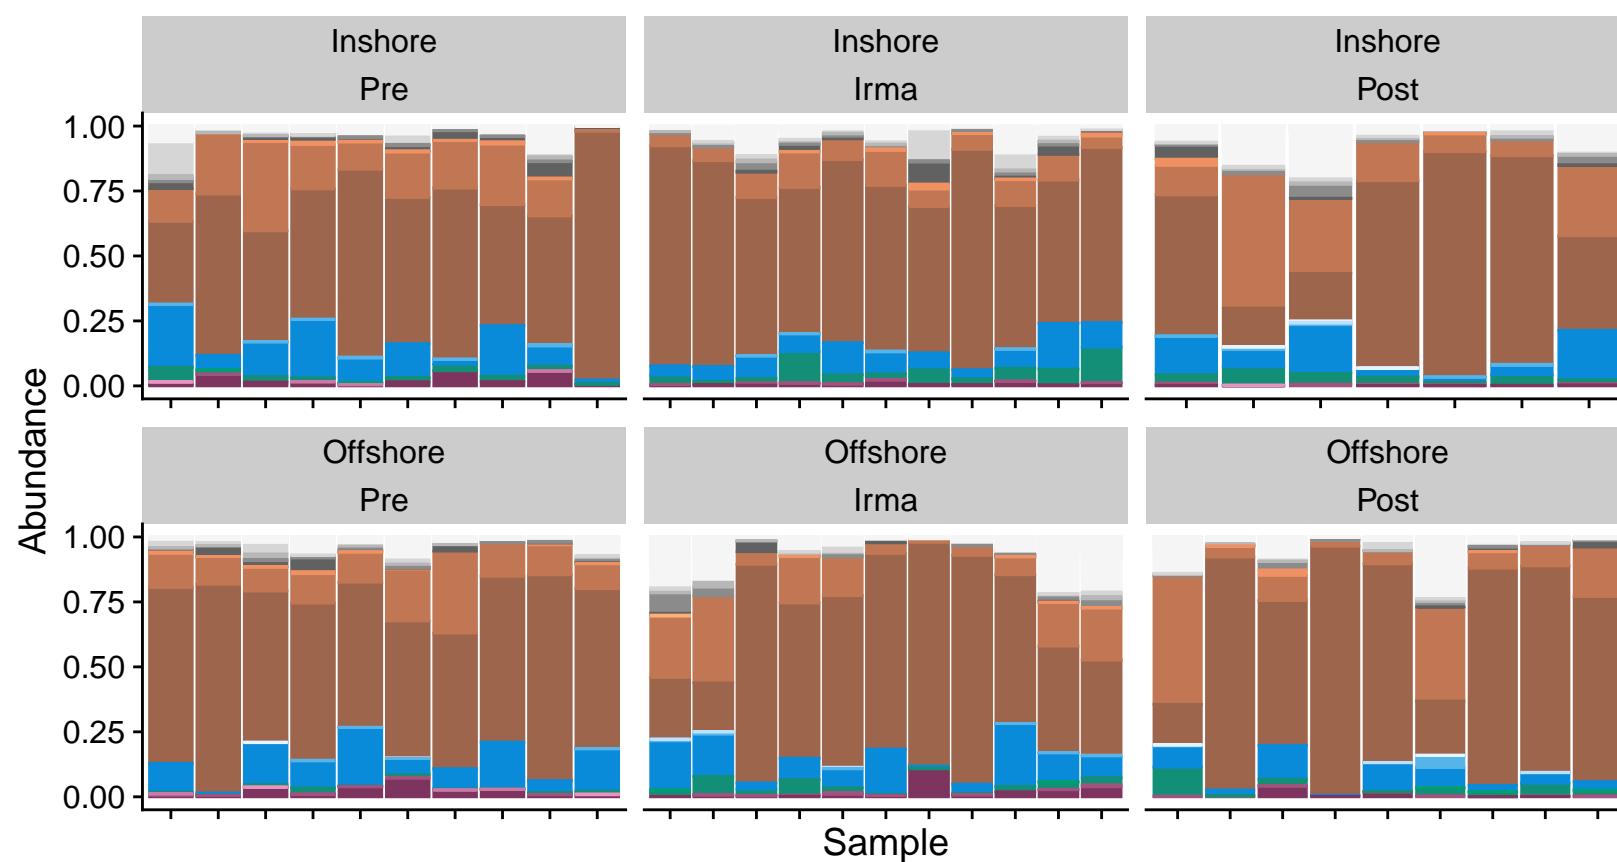 Inshore
Pre
Inshore
Irma
Inshore
Post
1.00
0.75
0.50
0.25
0.00
Offshore
Pre
Offshore
Irma
Offshore
Post
1.00
0.75
0.50
0.25
0.00
Abundance
Sample